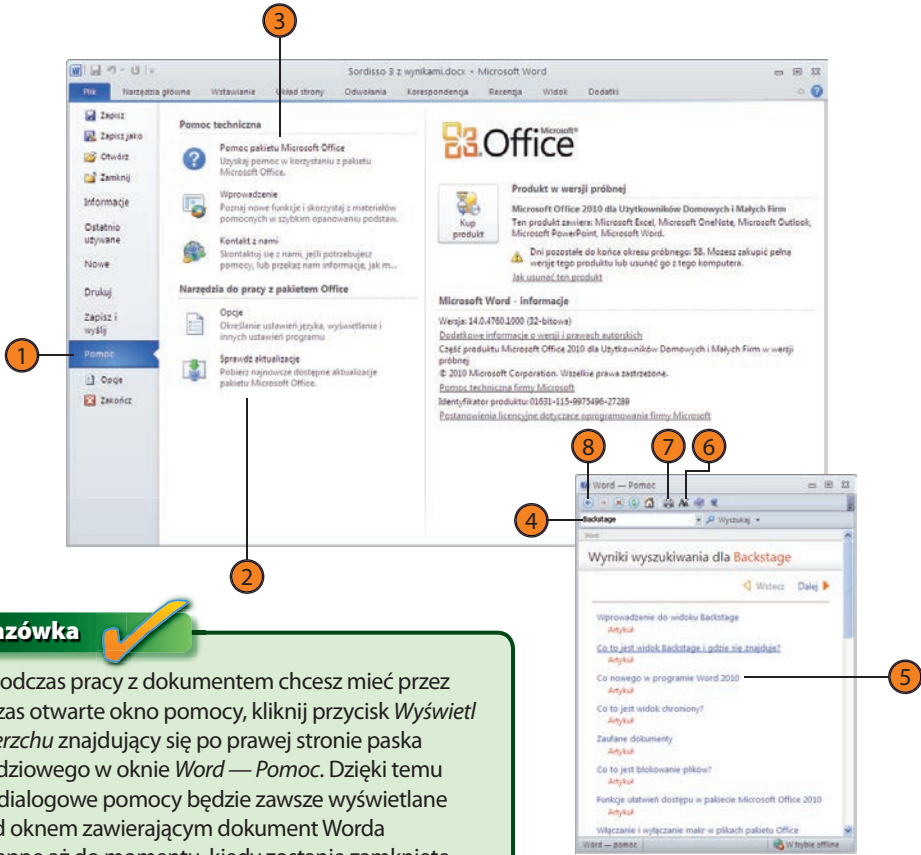 3
Sordisso 3 z wynikami.docx - Microsoft Word
Plik Narzędzia główne Wstawianie Układ strony Odwołania Korespondencja Recenzja Widok Dodatki
Zapisz
Zapisz jako
Otwórz
Zamknij
Informacje
Ostatnio
używane
Nowe
Drukuj
Zapisz i
wyślij
1
Pomoc
Opcje
Zakończ
Pomoc techniczna
Pomoc pakietu Microsoft Office
Uzyskaj pomoc w korzystaniu z pakietu
Microsoft Office.
Wprowadzenie
Poznaj nowe funkcje i skorzystaj z materiałów
pomocnych w szybkim opanowaniu podstaw.
Kontakt z nami
Skontaktuj się z nami, jeśli potrzebujesz
pomocy, lub przekaż nam informację, jak m...
Narzędzia do pracy z pakietem Office
Opcje
Określanie ustawień języka, wyświetlania i
innych ustawień programu
Sprawdź aktualizacje
Pobierz najnowsze dostępne aktualizacje
pakietu Microsoft Office.
2
Microsoft®
Office
Kup
produkt
Produkt w wersji próbnej
Microsoft Office 2010 dla Użytkowników Domowych i Małych Firm
Ten produkt zawiera: Microsoft Excel, Microsoft OneNote, Microsoft Outlook,
Microsoft PowerPoint, Microsoft Word.
Dni pozostałe do końca okresu próbnego: 58. Możesz zakupić pełną
wersję tego produktu lub usunąć go z tego komputera.
Jak usunąć ten produkt
Microsoft Word - informacje
Wersja: 14.0.4760.1000 (32-bitowa)
Dodatkowe informacje o wersji i prawach autorskich
Część produktu Microsoft Office 2010 dla Użytkowników Domowych i Małych Firm w wersji
próbnej
© 2010 Microsoft Corporation. Wszelkie prawa zastrzeżone.
Pomoc techniczna firmy Microsoft
Identyfikator produktu: 01631-115-9975496-27289
Postanowienia licencyjne dotyczące oprogramowania firmy Microsoft
8 7 6
Word — Pomoc
4
Backstage Wyszukaj
Word
Wyniki wyszukiwania dla Backstage
Wstecz Dalej
Wprowadzenie do widoku Backstage
Artykuł
Co to jest widok Backstage i gdzie się znajduje?
Artykuł
Co nowego w programie Word 2010
5
Artykuł
Co to jest widok chroniony?
Artykuł
Zaufane dokumenty
Artykuł
Co to jest blokowanie plików?
Artykuł
Funkcje ułatwień dostępu w pakiecie Microsoft Office 2010
Artykuł
Włączanie i wyłączanie makr w plikach pakietu Office
Word — pomoc W trybie offline
azówka
odczas pracy z dokumentem chcesz mieć przez
zas otwarte okno pomocy, kliknij przycisk Wyświetl
erzchu znajdujący się po prawej stronie paska
dziowego w oknie Word — Pomoc. Dzięki temu
dialogowe pomocy będzie zawsze wyświetlane
d oknem zawierającym dokument Worda
aż do momentu, kiedy zostanie zamknięte